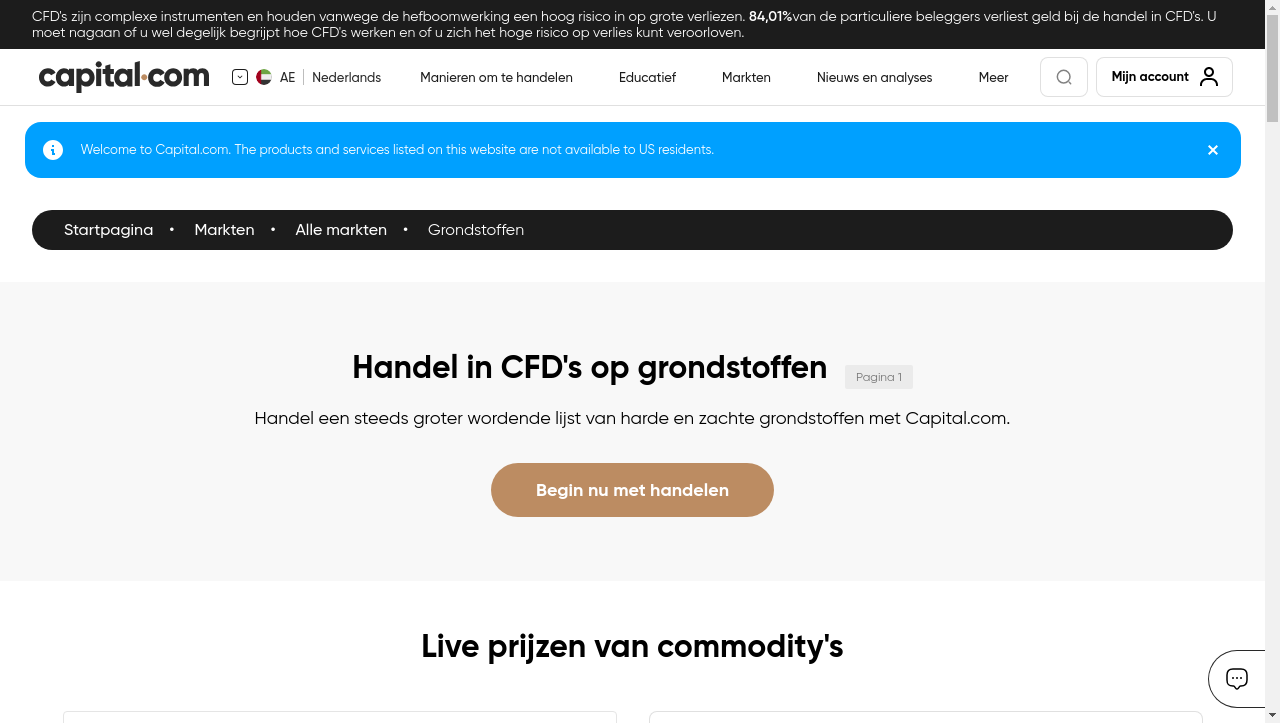 CFD's zijn complexe instrumenten en houden vanwege de hefboomwerking een hoog risico in op grote verliezen. 84,01%van de particuliere beleggers verliest geld bij de handel in CFD's. U
moet nagaan of u wel degelijk begrijpt hoe CFD's werken en of u zich het hoge risico op verlies kunt veroorloven.
capital.com AE Nederlands Manieren om te handelen Educatief Markten Nieuws en analyses Meer Mijn account
Welcome to Capital.com. The products and services listed on this website are not available to US residents.
Startpagina • Markten • Alle markten • Grondstoffen
Handel in CFD's op grondstoffen Pagina 1
Handel een steeds groter wordende lijst van harde en zachte grondstoffen met Capital.com.
Begin nu met handelen
Live prijzen van commodity's